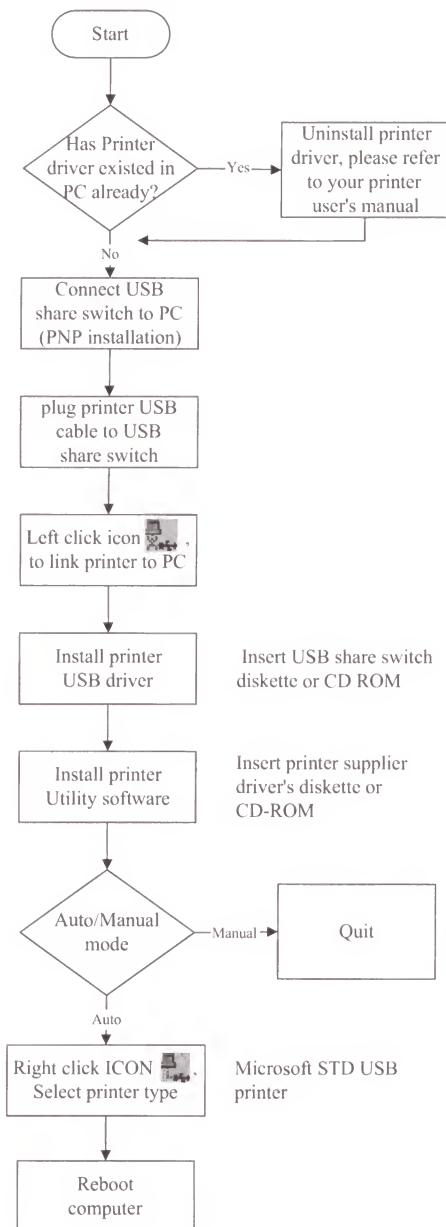 Start
Has Printer
driver existed in
PC already?
Yes
Uninstall printer
driver, please refer
to your printer
user's manual
No
Connect USB
share switch to PC
(PNP installation)
plug printer USB
cable to USB
share switch
Left click icon ,
to link printer to PC
Install printer
USB driver
Insert USB share switch
diskette or CD ROM
Install printer
Utility software
Insert printer supplier
driver's diskette or
CD-ROM
Auto/Manual
mode
Manual
Quit
Auto
Right click ICON ,
Select printer type
Microsoft STD USB
printer
Reboot
computer